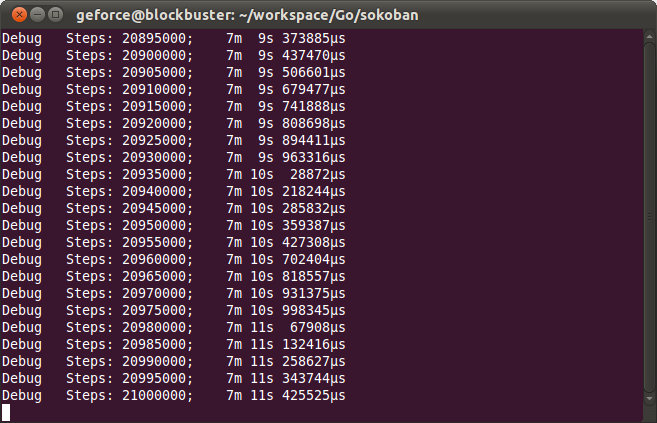 geforce@blockbuster: ~/workspace/Go/sokoban
Debug   Steps: 20895000;    7m  9s 373885µs
Debug   Steps: 20900000;    7m  9s 437470µs
Debug   Steps: 20905000;    7m  9s 506601µs
Debug   Steps: 20910000;    7m  9s 679477µs
Debug   Steps: 20915000;    7m  9s 741888µs
Debug   Steps: 20920000;    7m  9s 808698µs
Debug   Steps: 20925000;    7m  9s 894411µs
Debug   Steps: 20930000;    7m  9s 963316µs
Debug   Steps: 20935000;    7m 10s  28872µs
Debug   Steps: 20940000;    7m 10s 218244µs
Debug   Steps: 20945000;    7m 10s 285832µs
Debug   Steps: 20950000;    7m 10s 359387µs
Debug   Steps: 20955000;    7m 10s 427308µs
Debug   Steps: 20960000;    7m 10s 702404µs
Debug   Steps: 20965000;    7m 10s 818557µs
Debug   Steps: 20970000;    7m 10s 931375µs
Debug   Steps: 20975000;    7m 10s 998345µs
Debug   Steps: 20980000;    7m 11s  67908µs
Debug   Steps: 20985000;    7m 11s 132416µs
Debug   Steps: 20990000;    7m 11s 258627µs
Debug   Steps: 20995000;    7m 11s 343744µs
Debug   Steps: 21000000;    7m 11s 425525µs